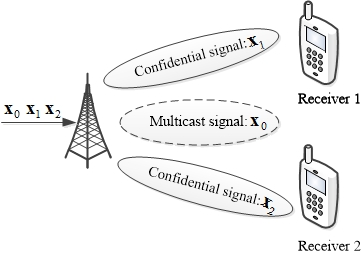 Confidential signal: x₁
Receiver 1
x₀ x₁ x₂
Multicast signal: x₀
Confidential signal: x₂
Receiver 2